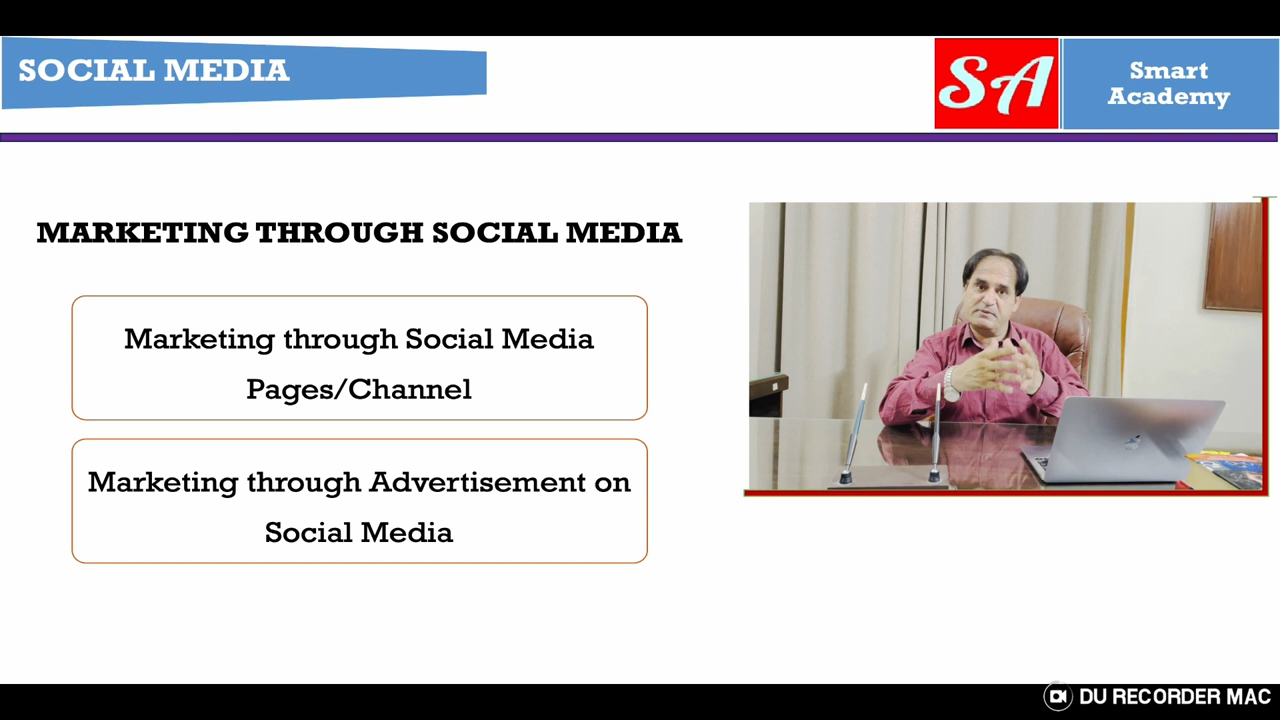 SOCIAL MEDIA
SA
Smart
Academy
MARKETING THROUGH SOCIAL MEDIA
Marketing through Social Media
Pages/Channel
Marketing through Advertisement on
Social Media
DU RECORDER MAC